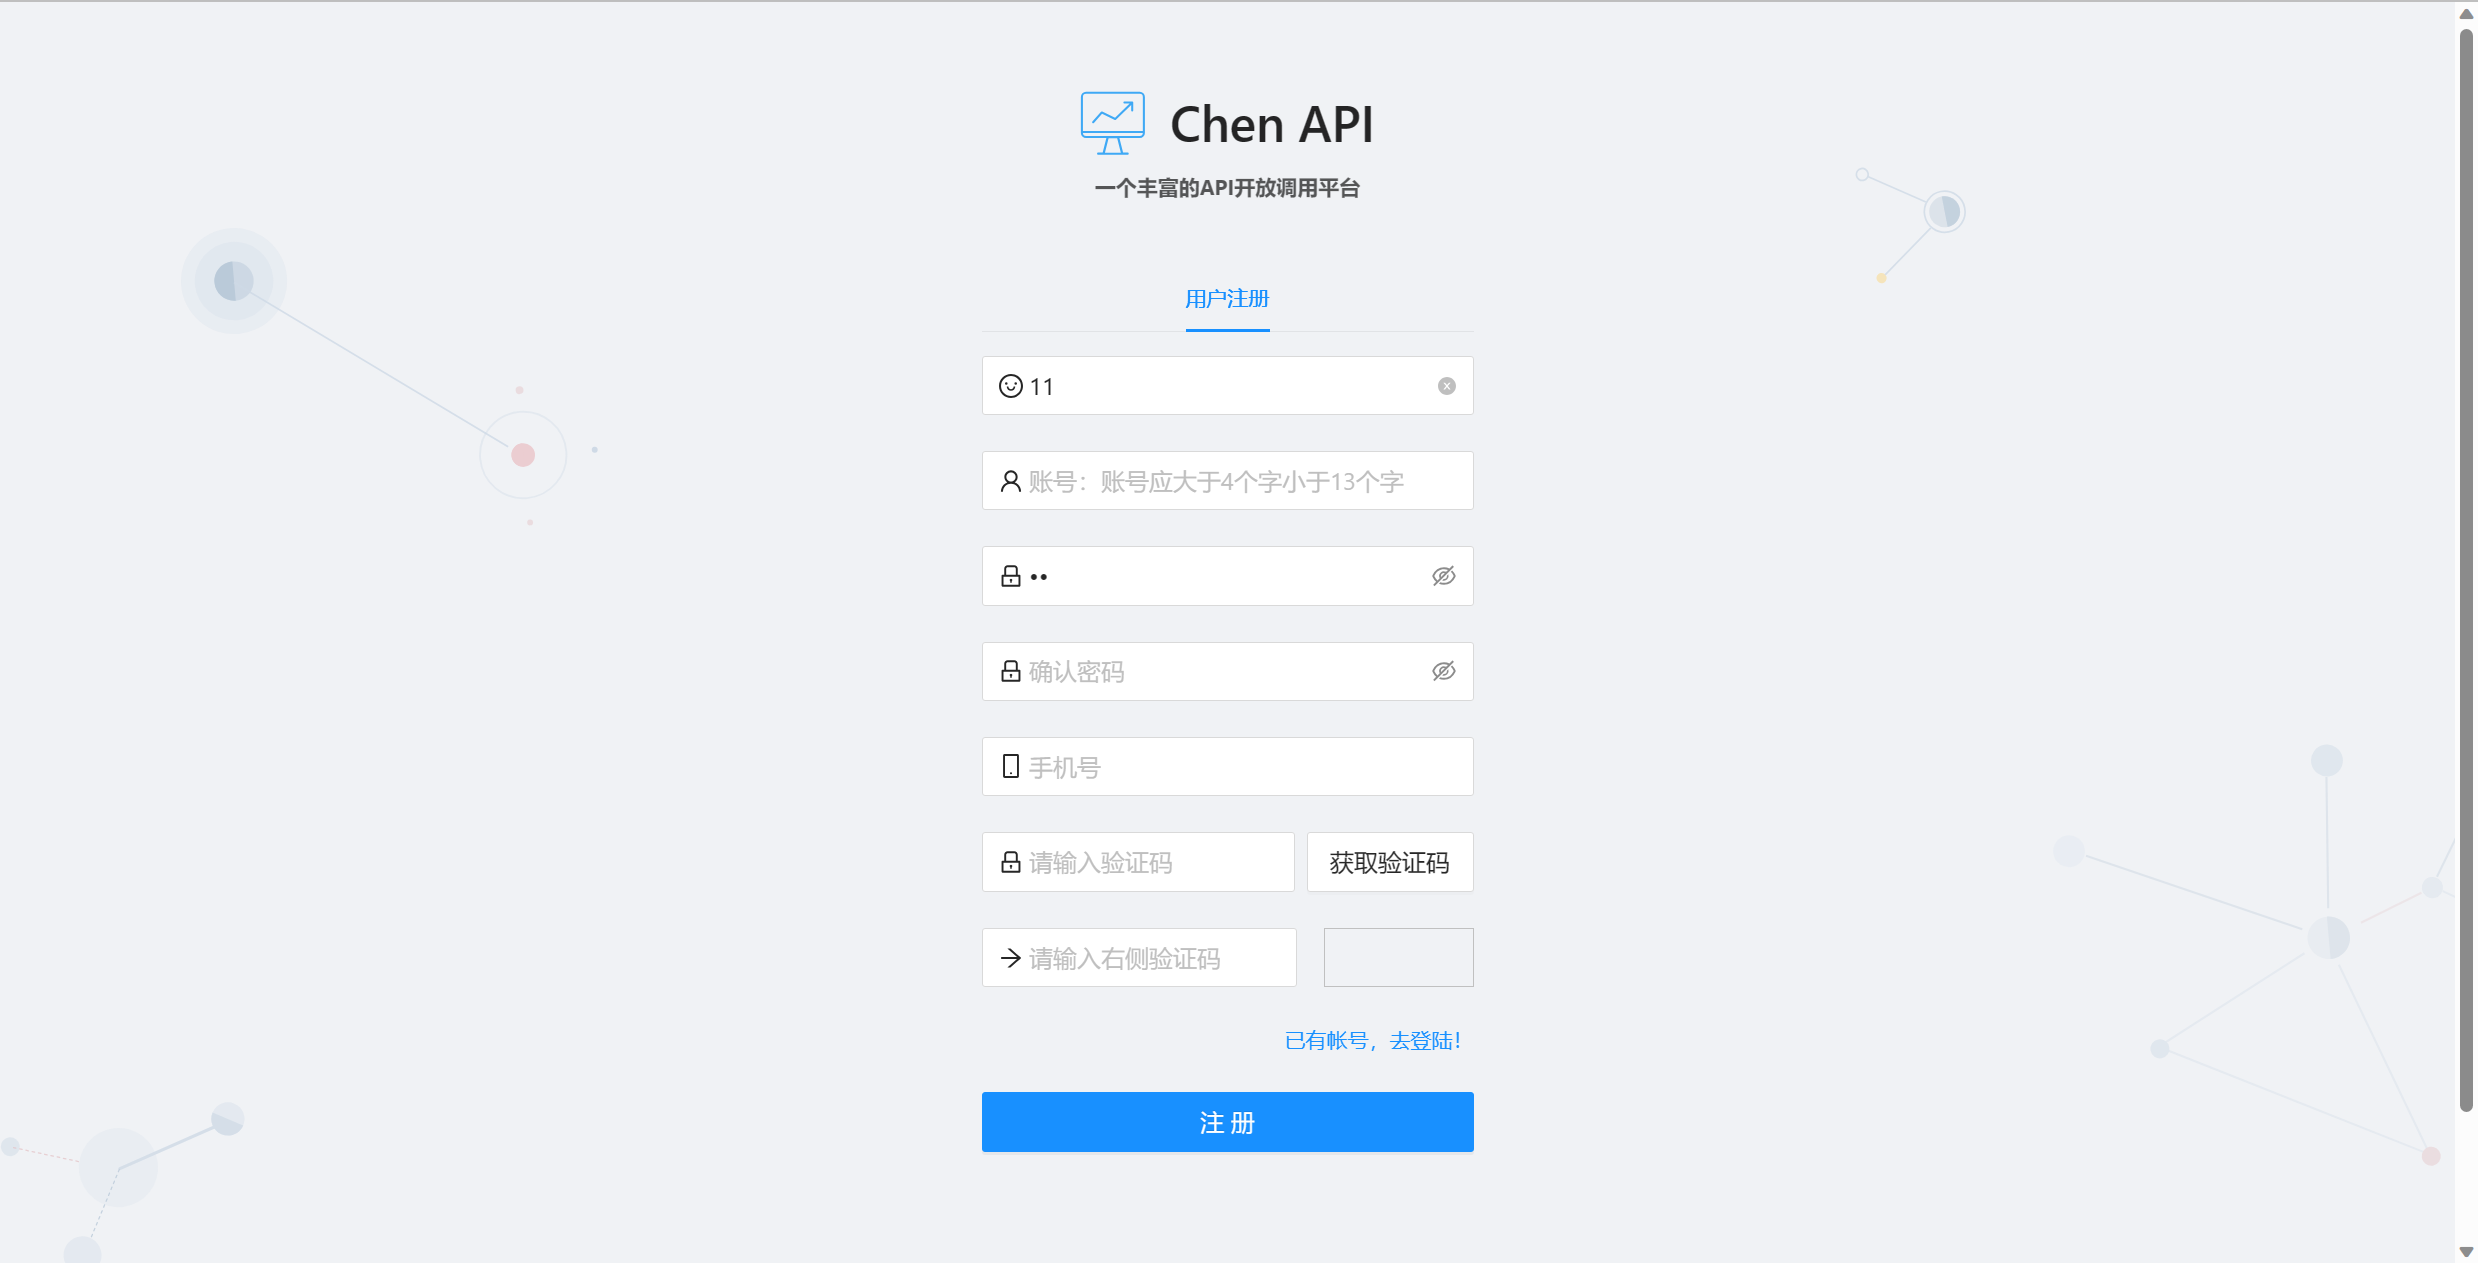 Chen API
一个丰富的API开放调用平台
用户注册
11
账号：账号应大于4个字小于13个字
••
确认密码
手机号
请输入验证码 获取验证码
请输入右侧验证码
已有帐号，去登陆！
注 册